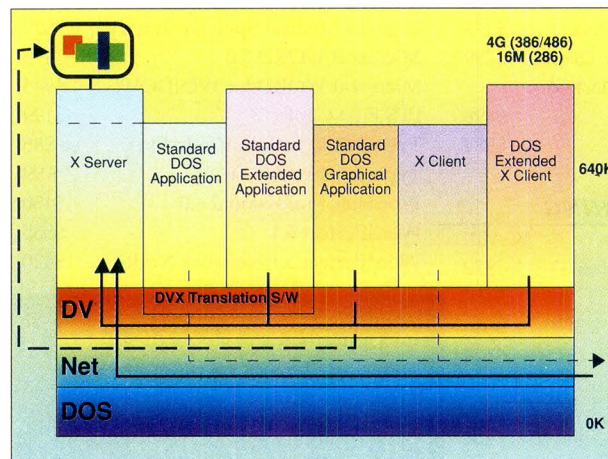 4G (386/486)
16M (286)
X Server
Standard
DOS
Application
Standard
DOS
Extended
Application
Standard
DOS
Graphical
Application
X Client
DOS
Extended
X Client
640K
DVX Translation S/W
DV
Net
DOS
0K